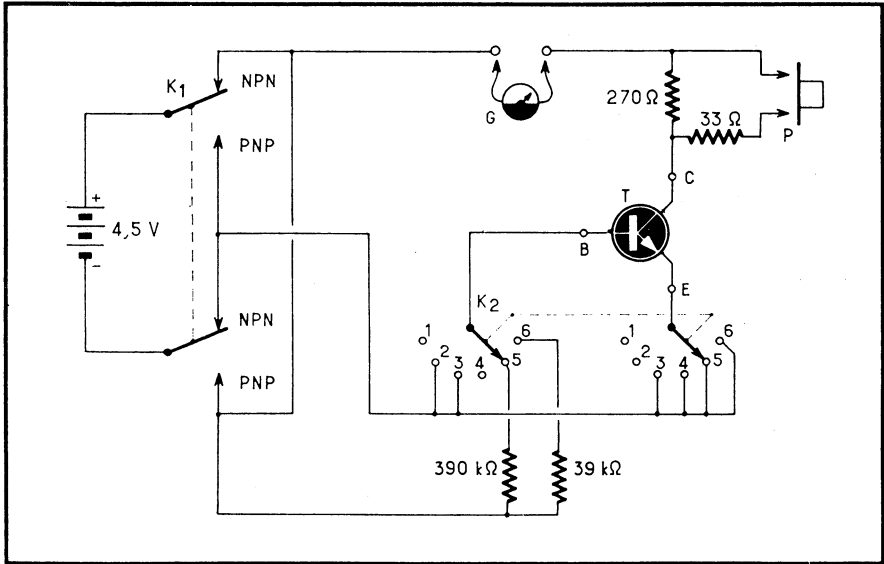 K1
NPN
PNP
+
4,5 V
-
NPN
PNP
G
270 Ω
33 Ω
P
C
T
B
E
K2
1
2
3
4
5
6
1
2
3
4
5
6
390 kΩ
39 kΩ